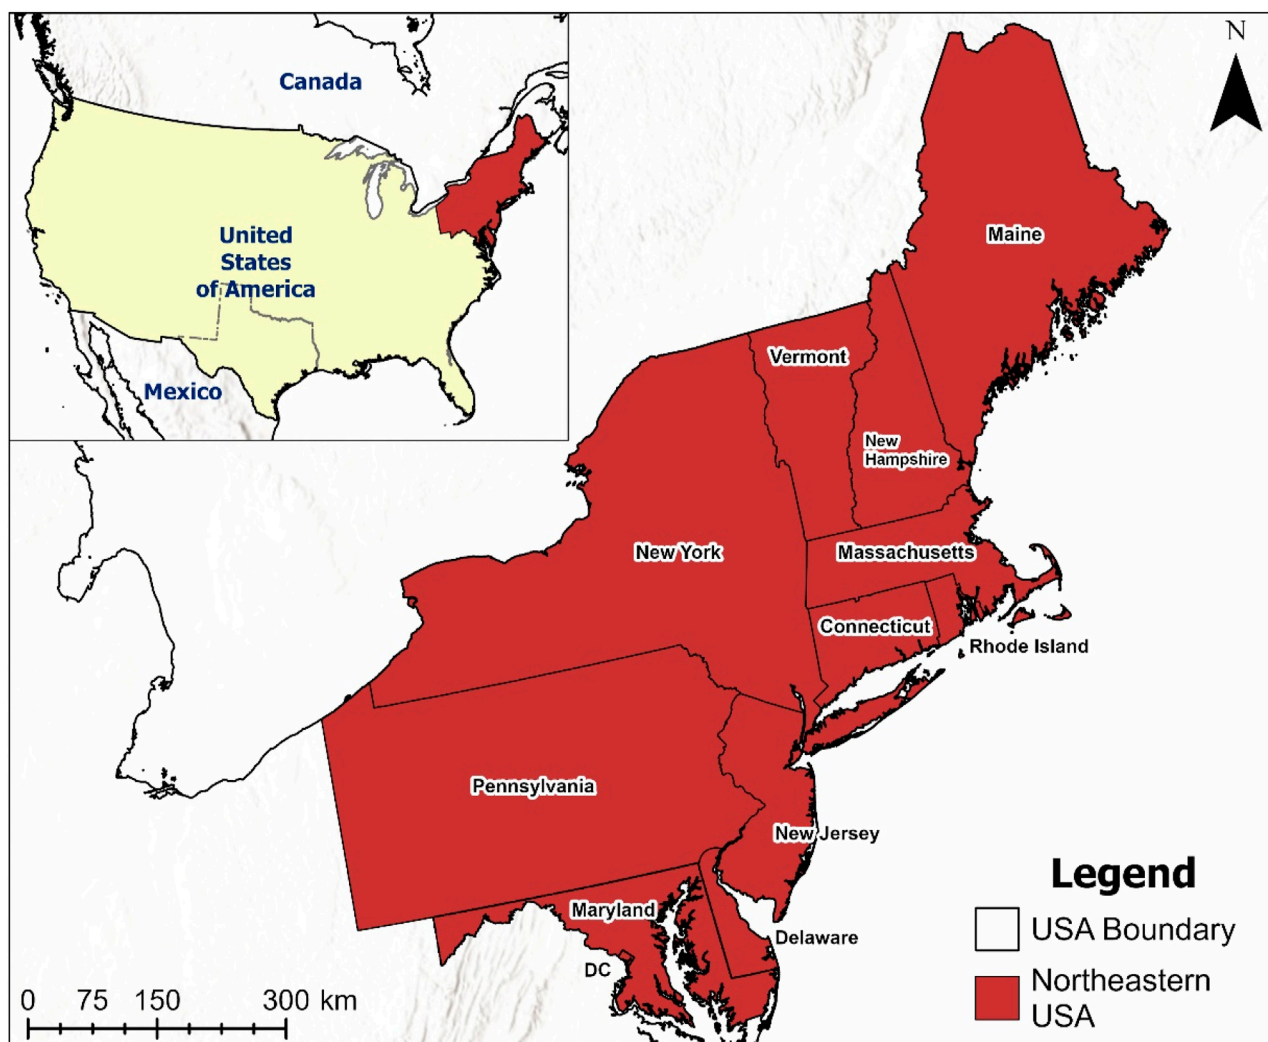 N
Canada
United
States
of America
Mexico
Maine
Vermont
New
Hampshire
New York
Massachusetts
Connecticut
Rhode Island
Pennsylvania
New Jersey
Maryland
Delaware
DC
Legend
USA Boundary
Northeastern
USA
0 75 150 300 km